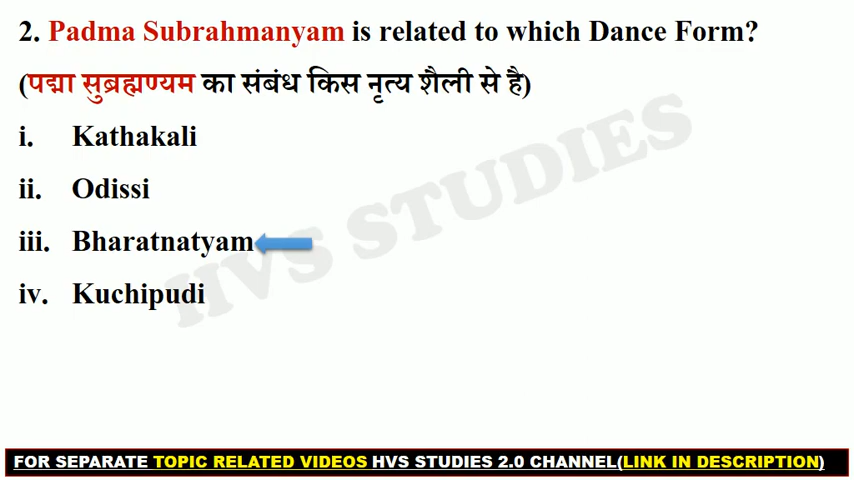 2. Padma Subrahmanyam is related to which Dance Form?
(पद्मा सुब्रह्मण्यम का संबंध किस नृत्य शैली से है)
i. Kathakali
ii. Odissi
iii. Bharatnatyam
iv. Kuchipudi
HVS STUDIES
FOR SEPARATE TOPIC RELATED VIDEOS HVS STUDIES 2.0 CHANNEL(LINK IN DESCRIPTION)